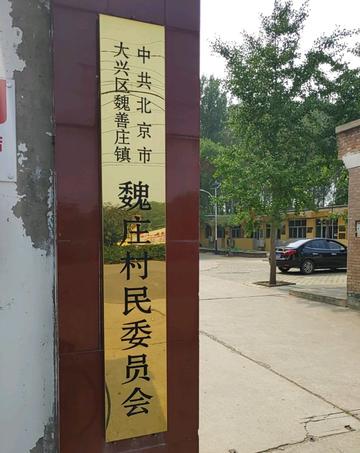 中共北京市
大兴区魏善庄镇
魏庄村民委员会